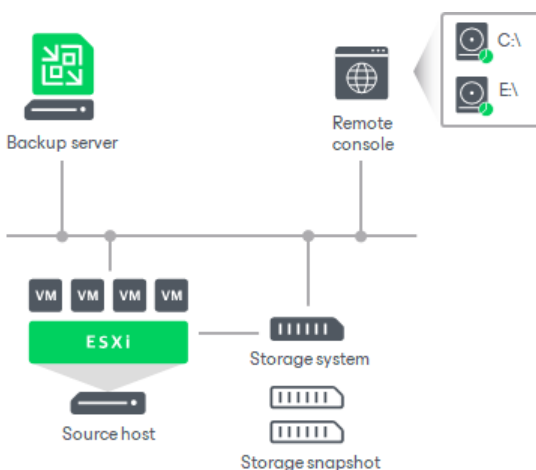 C:\
E:\
Backup server
Remote
console
VM VM VM VM
ESXi
Storage system
Source host
Storage snapshot